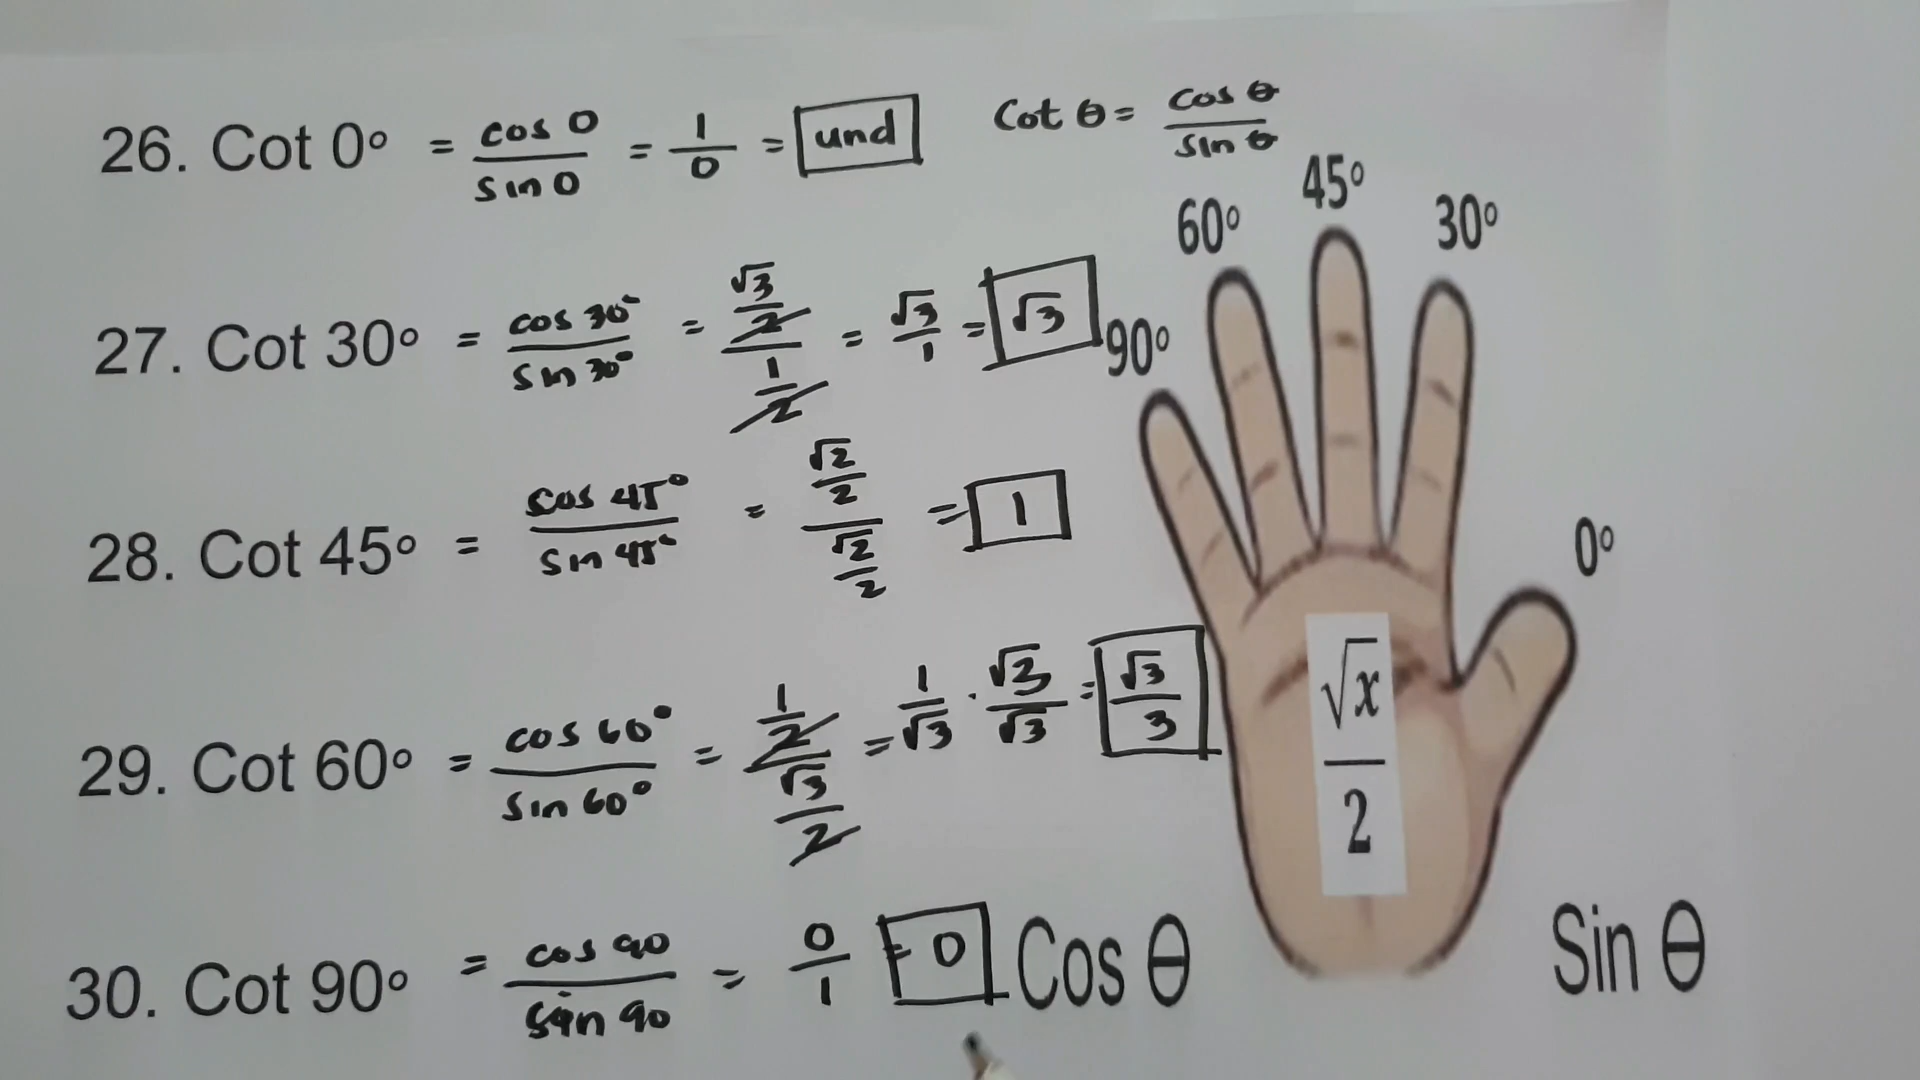 26. Cot 0° = cos 0 / sin 0 = 1/0 = und
Cot θ = cos θ / sin θ
60° 45° 30°
27. Cot 30° = cos 30° / sin 30° = √3/2 / 1/2 = √3/1 = √3
90°
28. Cot 45° = cos 45° / sin 45° = √2/2 / √2/2 = 1
0°
29. Cot 60° = cos 60° / sin 60° = 1/2 / √3/2 = 1/√3 · √3/√3 = √3/3
√x/2
30. Cot 90° = cos 90 / sin 90 = 0/1 = 0
Cos θ
Sin θ